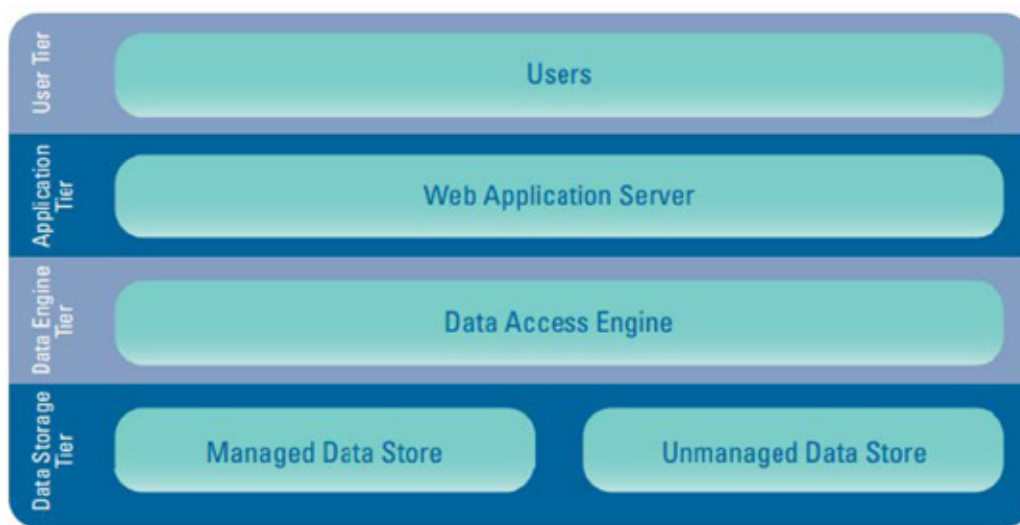 User Tier
Users
Application
Tier
Web Application Server
Data Engine
Tier
Data Access Engine
Data Storage
Tier
Managed Data Store
Unmanaged Data Store